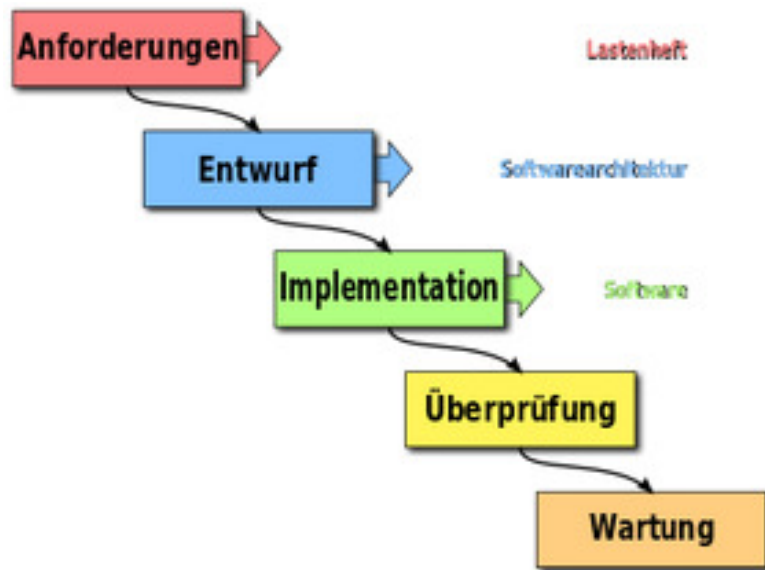 Anforderungen
Lastenheft
Entwurf
Softwarearchitektur
Implementation
Software
Überprüfung
Wartung